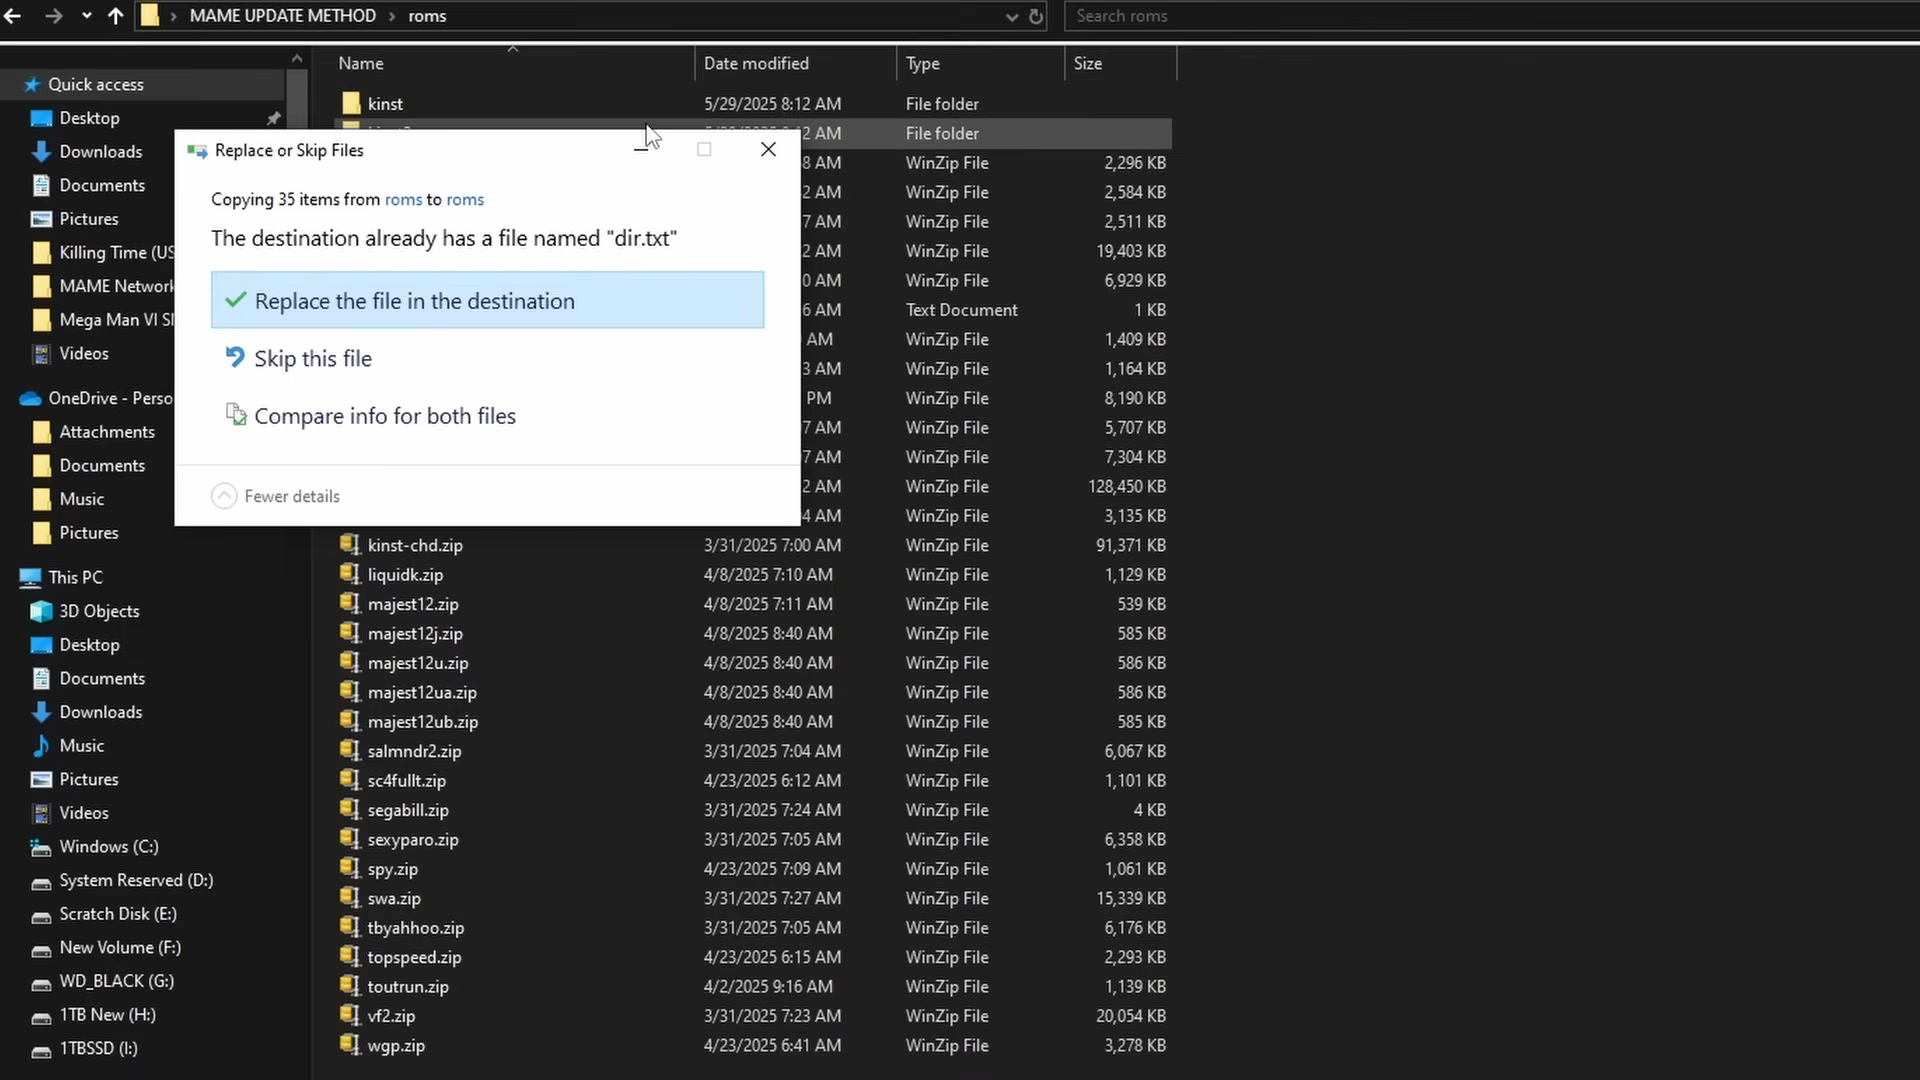 MAME UPDATE METHOD > roms
Search roms
Quick access
Desktop
Downloads
Documents
Pictures
Killing Time (US
MAME Network
Mega Man VI SI
Videos
OneDrive - Perso
Attachments
Documents
Music
Pictures
This PC
3D Objects
Desktop
Documents
Downloads
Music
Pictures
Videos
Windows (C:)
System Reserved (D:)
Scratch Disk (E:)
New Volume (F:)
WD_BLACK (G:)
1TB New (H:)
1TBSSD (I:)
Name Date modified Type Size
kinst 5/29/2025 8:12 AM File folder
2 AM File folder
8 AM WinZip File 2,296 KB
2 AM WinZip File 2,584 KB
7 AM WinZip File 2,511 KB
2 AM WinZip File 19,403 KB
0 AM WinZip File 6,929 KB
6 AM Text Document 1 KB
AM WinZip File 1,409 KB
3 AM WinZip File 1,164 KB
PM WinZip File 8,190 KB
7 AM WinZip File 5,707 KB
7 AM WinZip File 7,304 KB
2 AM WinZip File 128,450 KB
4 AM WinZip File 3,135 KB
kinst-chd.zip 3/31/2025 7:00 AM WinZip File 91,371 KB
liquidk.zip 4/8/2025 7:10 AM WinZip File 1,129 KB
majest12.zip 4/8/2025 7:11 AM WinZip File 539 KB
majest12j.zip 4/8/2025 8:40 AM WinZip File 585 KB
majest12u.zip 4/8/2025 8:40 AM WinZip File 586 KB
majest12ua.zip 4/8/2025 8:40 AM WinZip File 586 KB
majest12ub.zip 4/8/2025 8:40 AM WinZip File 585 KB
salmndr2.zip 3/31/2025 7:04 AM WinZip File 6,067 KB
sc4fullt.zip 4/23/2025 6:12 AM WinZip File 1,101 KB
segabill.zip 3/31/2025 7:24 AM WinZip File 4 KB
sexyparo.zip 3/31/2025 7:05 AM WinZip File 6,358 KB
spy.zip 4/23/2025 7:09 AM WinZip File 1,061 KB
swa.zip 3/31/2025 7:27 AM WinZip File 15,339 KB
tbyahhoo.zip 3/31/2025 7:05 AM WinZip File 6,176 KB
topspeed.zip 4/23/2025 6:15 AM WinZip File 2,293 KB
toutrun.zip 4/2/2025 9:16 AM WinZip File 1,139 KB
vf2.zip 3/31/2025 7:23 AM WinZip File 20,054 KB
wgp.zip 4/23/2025 6:41 AM WinZip File 3,278 KB
Replace or Skip Files
Copying 35 items from roms to roms
The destination already has a file named "dir.txt"
Replace the file in the destination
Skip this file
Compare info for both files
Fewer details